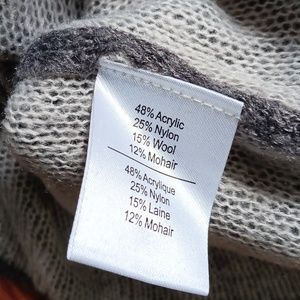 48% Acrylic
25% Nylon
15% Wool
12% Mohair
48% Acrylique
25% Nylon
15% Laine
12% Mohair